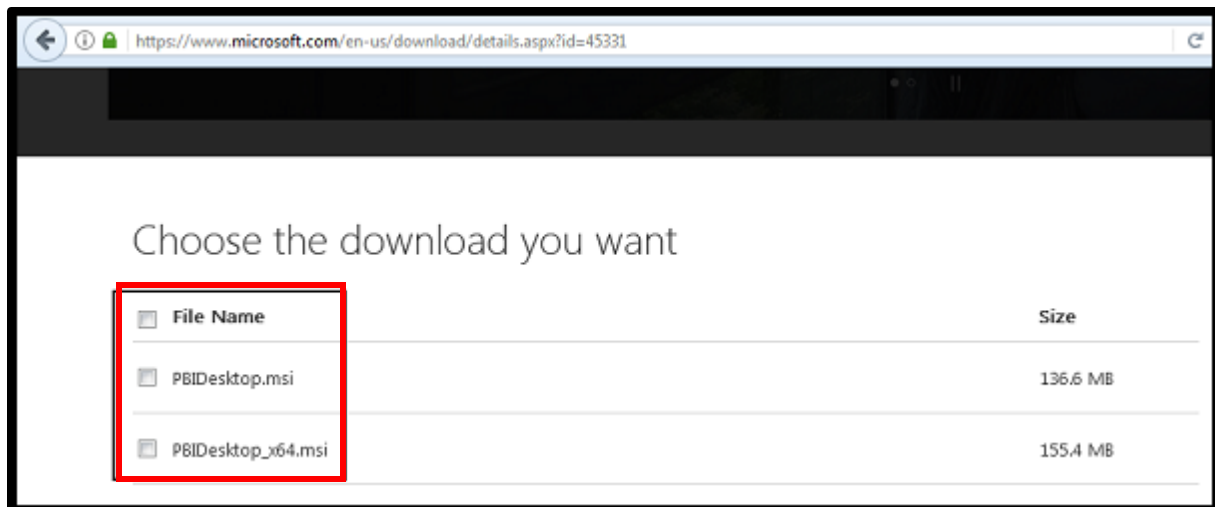 https://www.microsoft.com/en-us/download/details.aspx?id=45331
Choose the download you want
File Name Size
PBIDesktop.msi 136.6 MB
PBIDesktop_x64.msi 155.4 MB